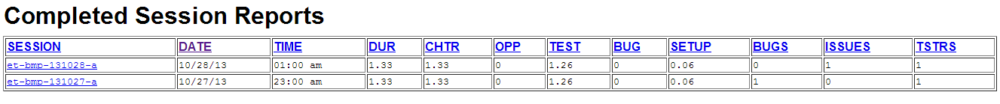 Completed Session Reports
SESSION DATE TIME DUR CHTR OPP TEST BUG SETUP BUGS ISSUES TSTRS
et-bmp-131028-a 10/28/13 01:00 am 1.33 1.33 0 1.26 0 0.06 0 1 1
et-bmp-131027-a 10/27/13 23:00 am 1.33 1.33 0 1.26 0 0.06 1 0 1